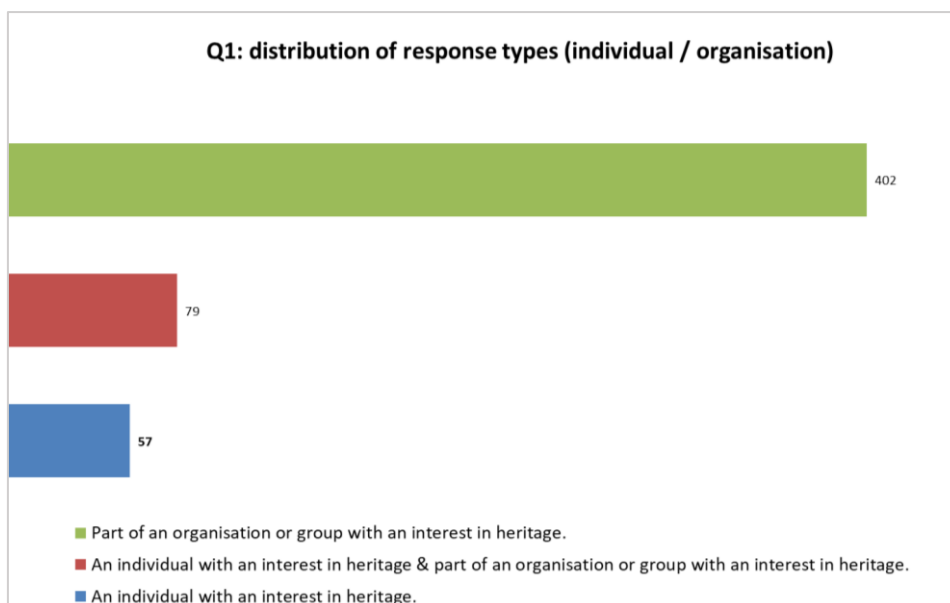 Q1: distribution of response types (individual / organisation)
402
79
57
Part of an organisation or group with an interest in heritage.
An individual with an interest in heritage & part of an organisation or group with an interest in heritage.
An individual with an interest in heritage.